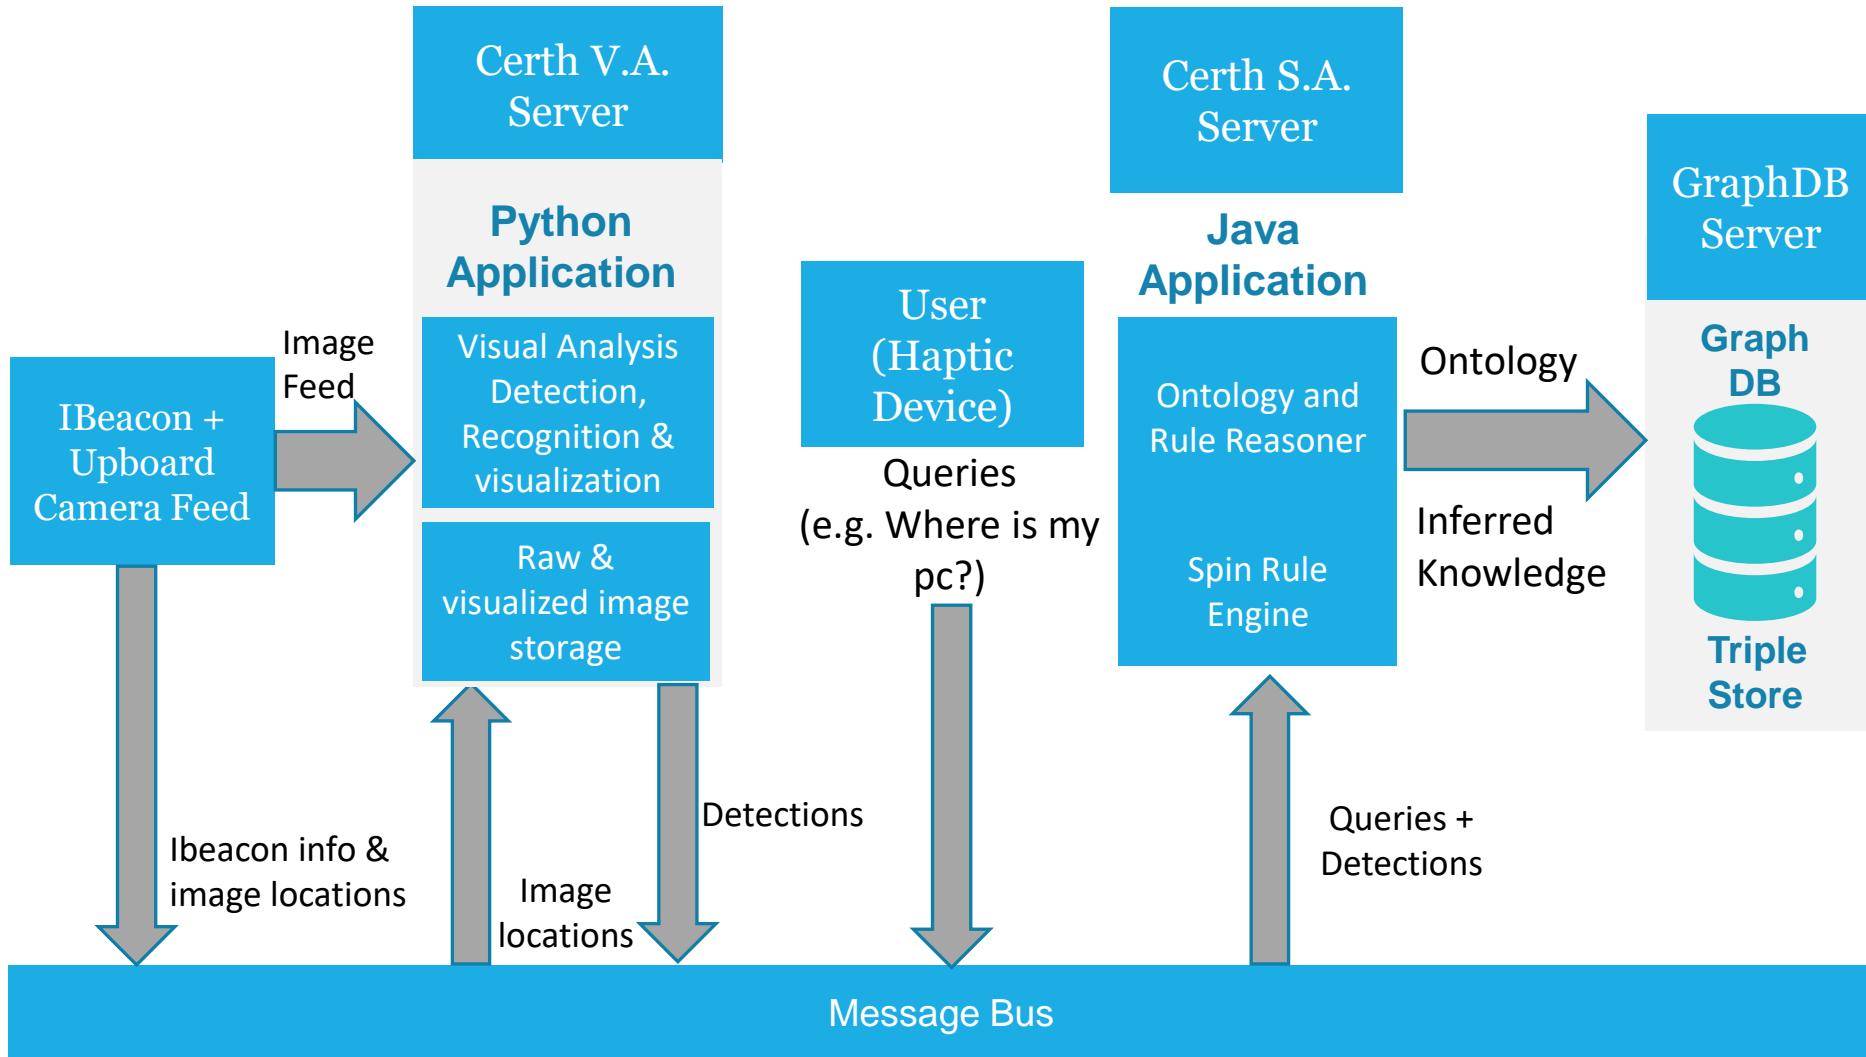 Certh V.A.
Server
Python
Application
Visual Analysis
Detection,
Recognition &
visualization
Raw &
visualized image
storage
IBeacon +
Upboard
Camera Feed
Image
Feed
Ibeacon info &
image locations
Image
locations
Detections
User
(Haptic
Device)
Queries
(e.g. Where is my
pc?)
Certh S.A.
Server
Java
Application
Ontology and
Rule Reasoner
Spin Rule
Engine
Queries +
Detections
Ontology
Inferred
Knowledge
GraphDB
Server
Graph
DB
Triple
Store
Message Bus